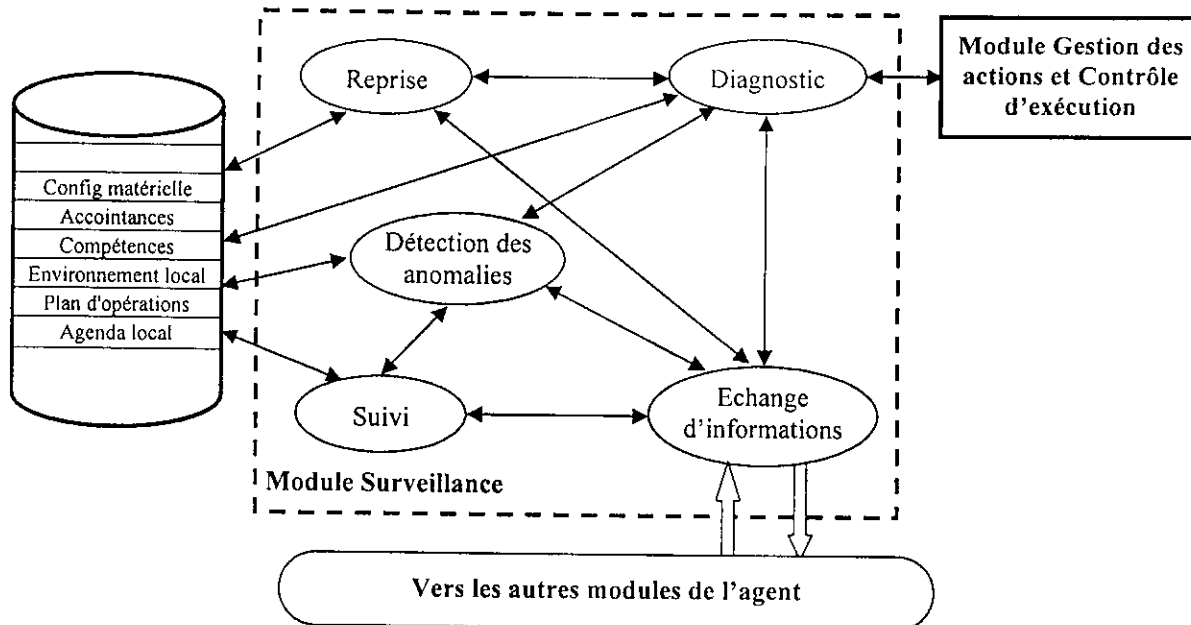 Reprise
Diagnostic
Module Gestion des
actions et Contrôle
d'exécution
Config matérielle
Accointances
Compétences
Environnement local
Plan d'opérations
Agenda local
Détection des
anomalies
Suivi
Echange
d'informations
Module Surveillance
Vers les autres modules de l'agent